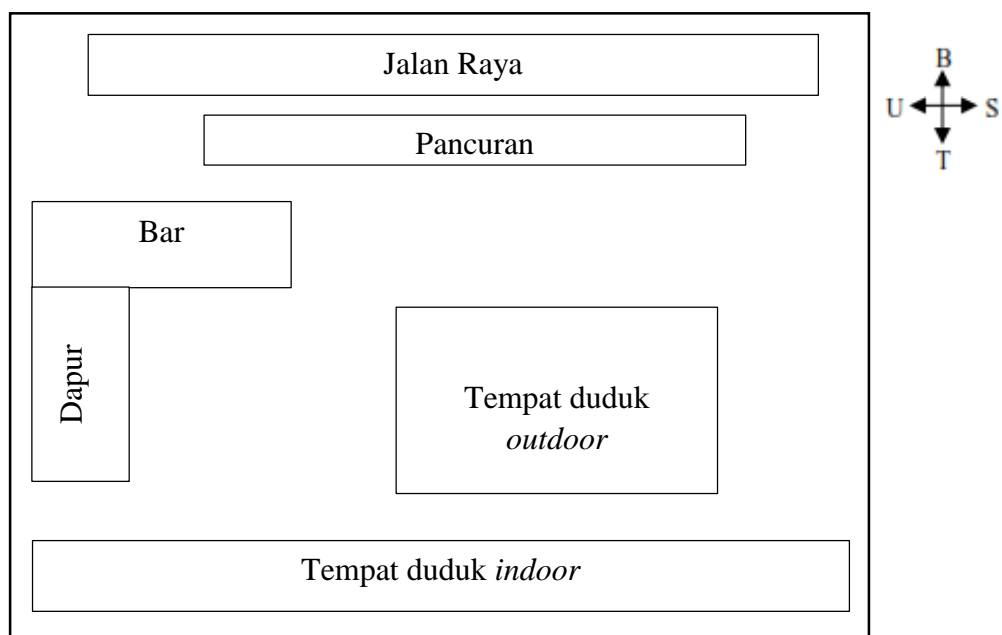 Jalan Raya
B
U S
T
Pancuran
Bar
Dapur
Tempat duduk
outdoor
Tempat duduk indoor